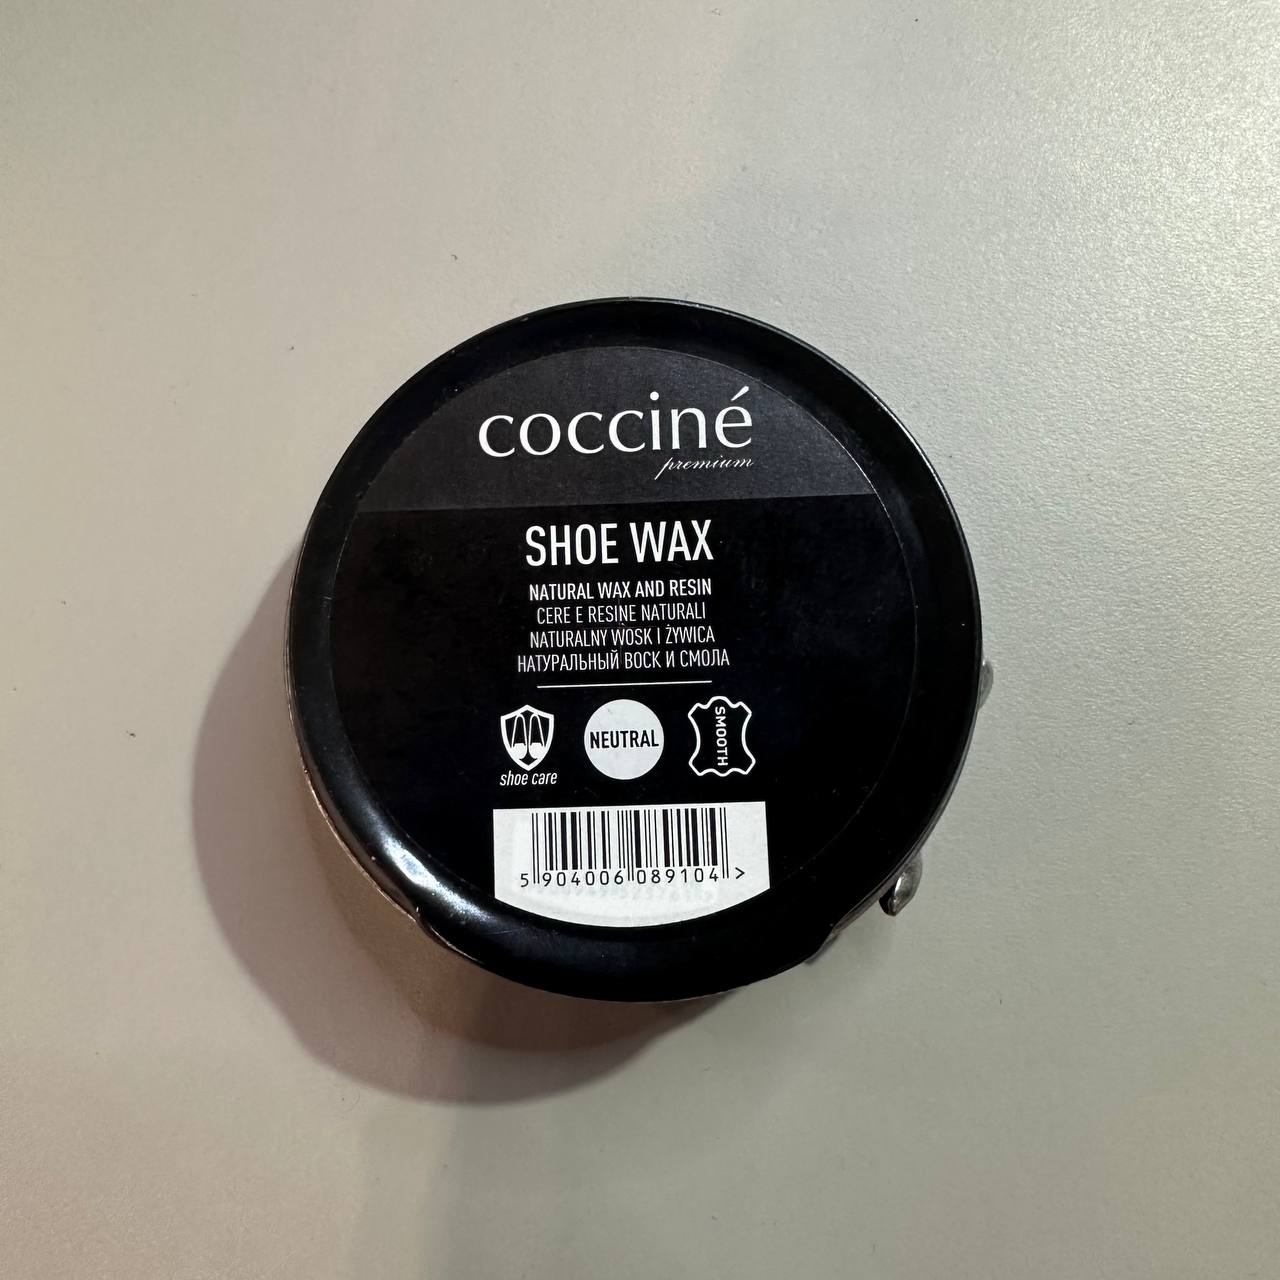 cocciné
premium
SHOE WAX
NATURAL WAX AND RESIN
CERE E RESINE NATURALI
NATURALNY WOSK I ŻYWICA
НАТУРАЛЬНЫЙ ВОСК И СМОЛА
shoe care
NEUTRAL
SMOOTH
5 904006 089104 >